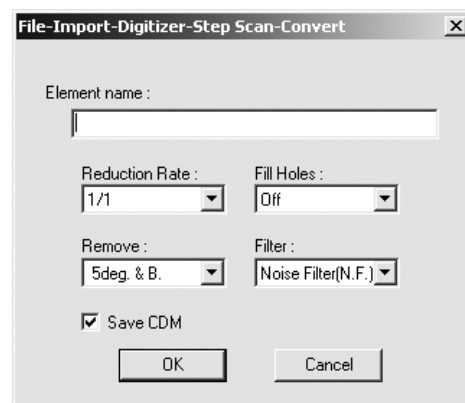 File-Import-Digitizer-Step Scan-Convert
Element name :
Reduction Rate :
Fill Holes :
1/1
Off
Remove :
Filter :
5deg. & B.
Noise Filter(N.F.)
Save CDM
OK
Cancel